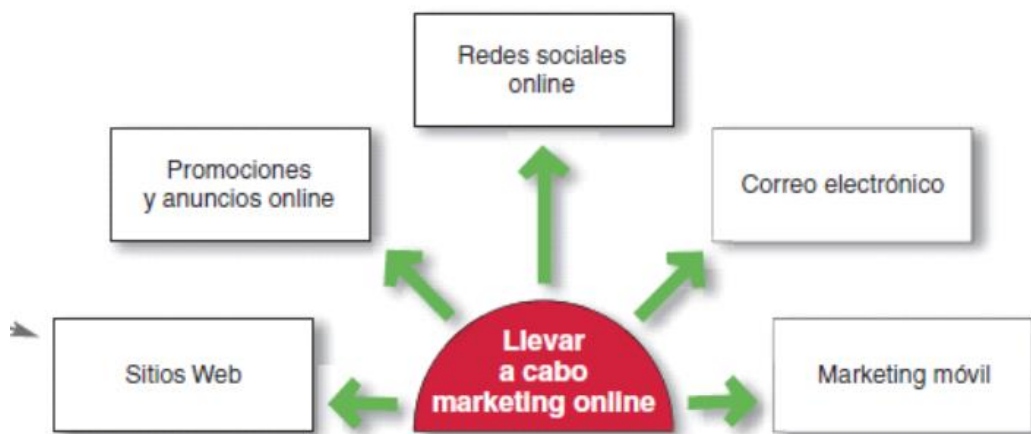 Redes sociales
online
Promociones
y anuncios online
Correo electrónico
Sitios Web
Llevar
a cabo
marketing online
Marketing móvil